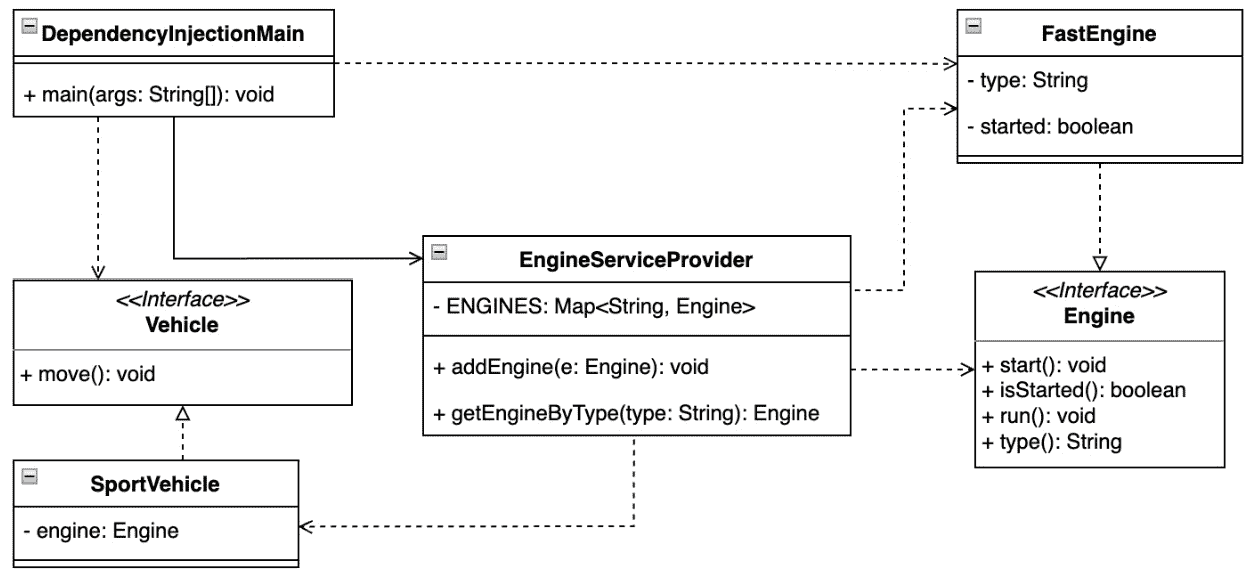 DependencyInjectionMain
+ main(args: String[]): void
FastEngine
- type: String
- started: boolean
EngineServiceProvider
- ENGINES: Map<String, Engine>
+ addEngine(e: Engine): void
+ getEngineByType(type: String): Engine
<<Interface>>
Vehicle
+ move(): void
<<Interface>>
Engine
+ start(): void
+ isStarted(): boolean
+ run(): void
+ type(): String
SportVehicle
- engine: Engine